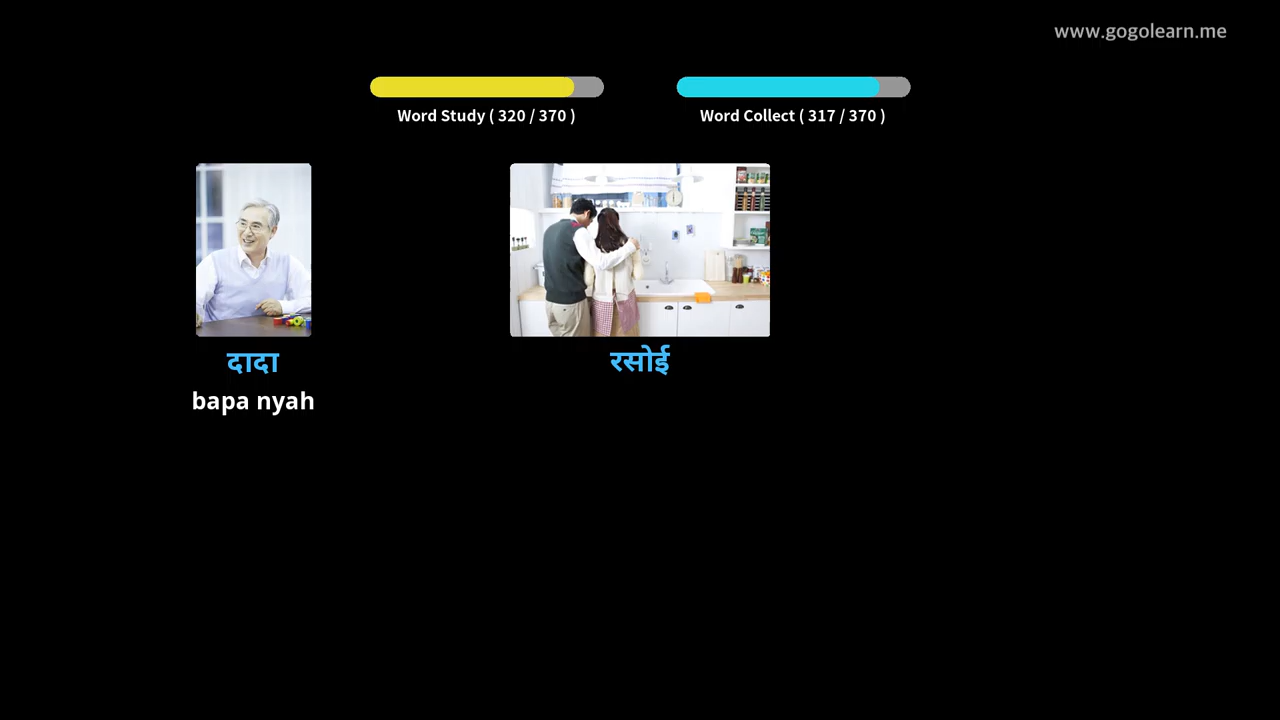 www.gogolearn.me
Word Study ( 320 / 370 )
Word Collect ( 317 / 370 )
दादा
bapa nyah
रसोई